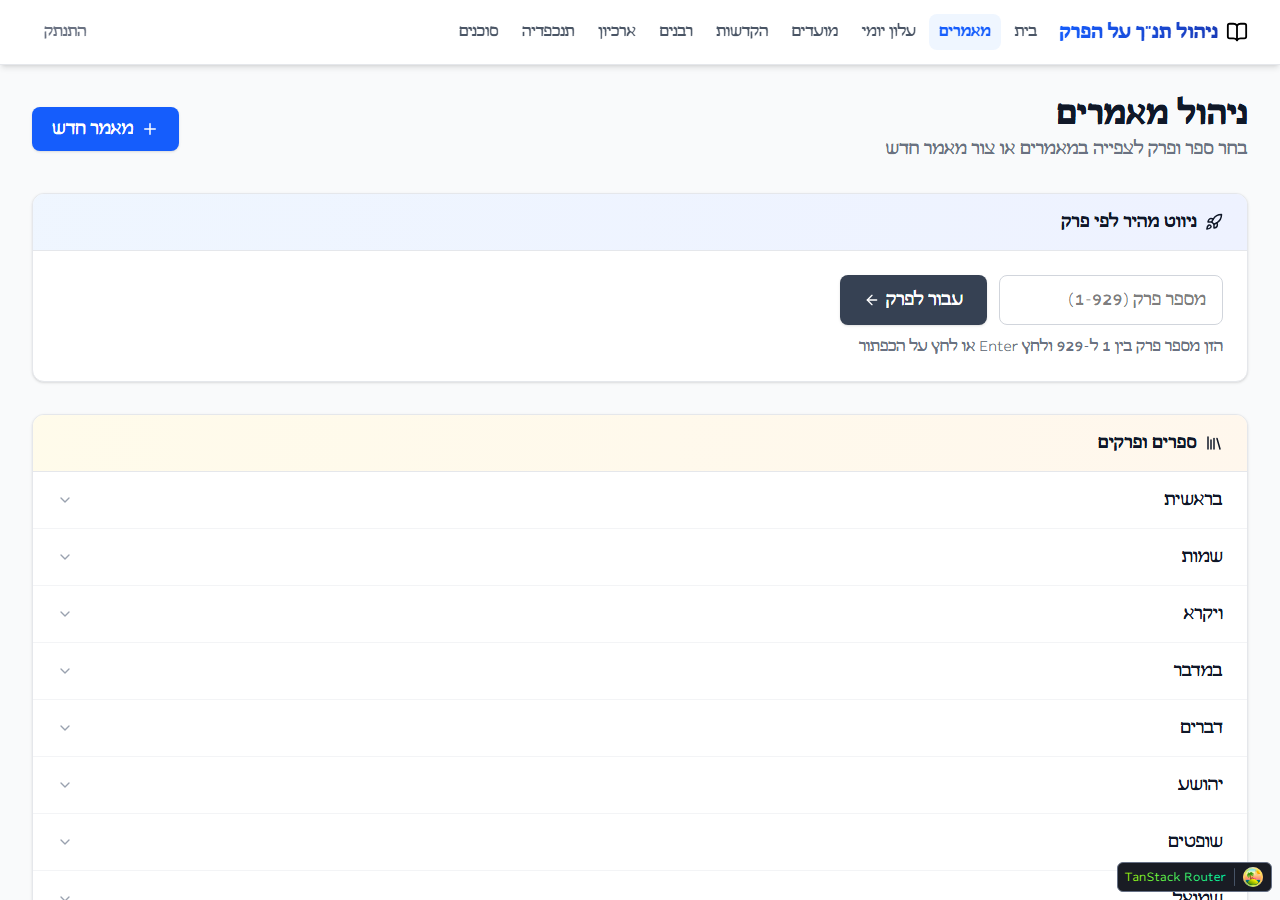 ניהול תנ"ך על הפרק
בית מאמרים עלון יומי מועדים הקדשות רבנים ארכיון תנכפדיה סוכנים התנתק
ניהול מאמרים
בחר ספר ופרק לצפייה במאמרים או צור מאמר חדש
+ מאמר חדש
ניווט מהיר לפי פרק
מספר פרק (1-929)
עבור לפרק ←
הזן מספר פרק בין 1 ל-929 ולחץ Enter או לחץ על הכפתור
ספרים ופרקים
בראשית
שמות
ויקרא
במדבר
דברים
יהושע
שופטים
שמואל
TanStack Router